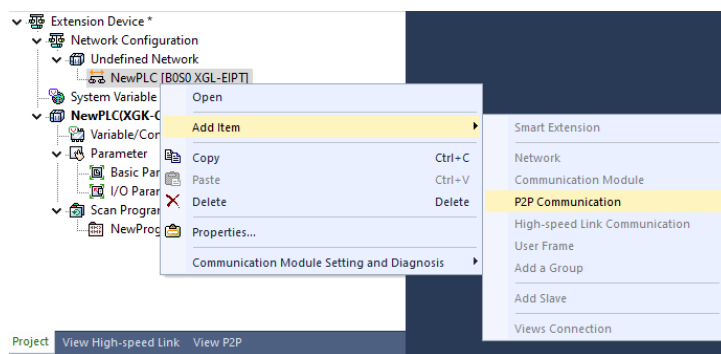 Extension Device *
Network Configuration
Undefined Network
NewPLC [B0S0 XGL-EIPT]
System Variable
NewPLC(XGK-C
Variable/Com
Parameter
Basic Par
I/O Paran
Scan Program
NewProg
Open
Add Item
Copy Ctrl+C
Paste Ctrl+V
Delete Delete
Properties...
Communication Module Setting and Diagnosis
Smart Extension
Network
Communication Module
P2P Communication
High-speed Link Communication
User Frame
Add a Group
Add Slave
Views Connection
Project View High-speed Link View P2P